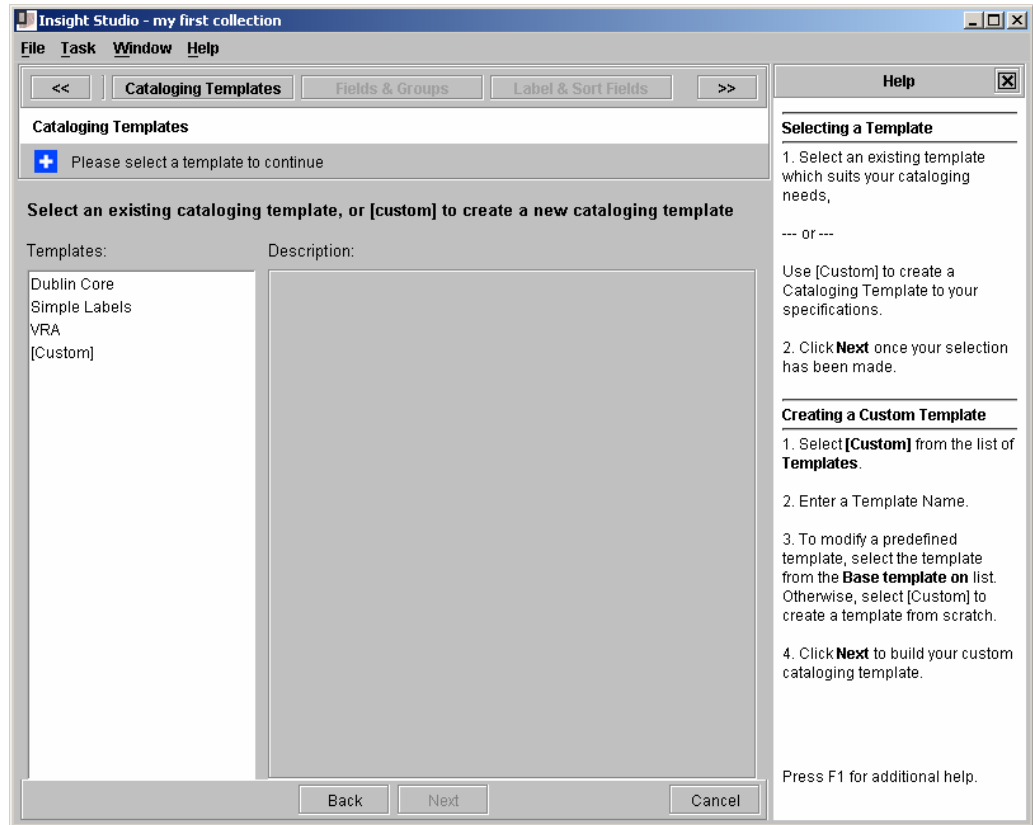 Insight Studio - my first collection
File Task Window Help
<< Cataloging Templates Fields & Groups Label & Sort Fields >>
Cataloging Templates
Please select a template to continue
Select an existing cataloging template, or [custom] to create a new cataloging template
Templates:
Description:
Dublin Core
Simple Labels
VRA
[Custom]
Back Next Cancel
Help
Selecting a Template
1. Select an existing template
which suits your cataloging
needs,
--- or ---
Use [Custom] to create a
Cataloging Template to your
specifications.
2. Click Next once your selection
has been made.
Creating a Custom Template
1. Select [Custom] from the list of
Templates.
2. Enter a Template Name.
3. To modify a predefined
template, select the template
from the Base template on list.
Otherwise, select [Custom] to
create a template from scratch.
4. Click Next to build your custom
cataloging template.
Press F1 for additional help.